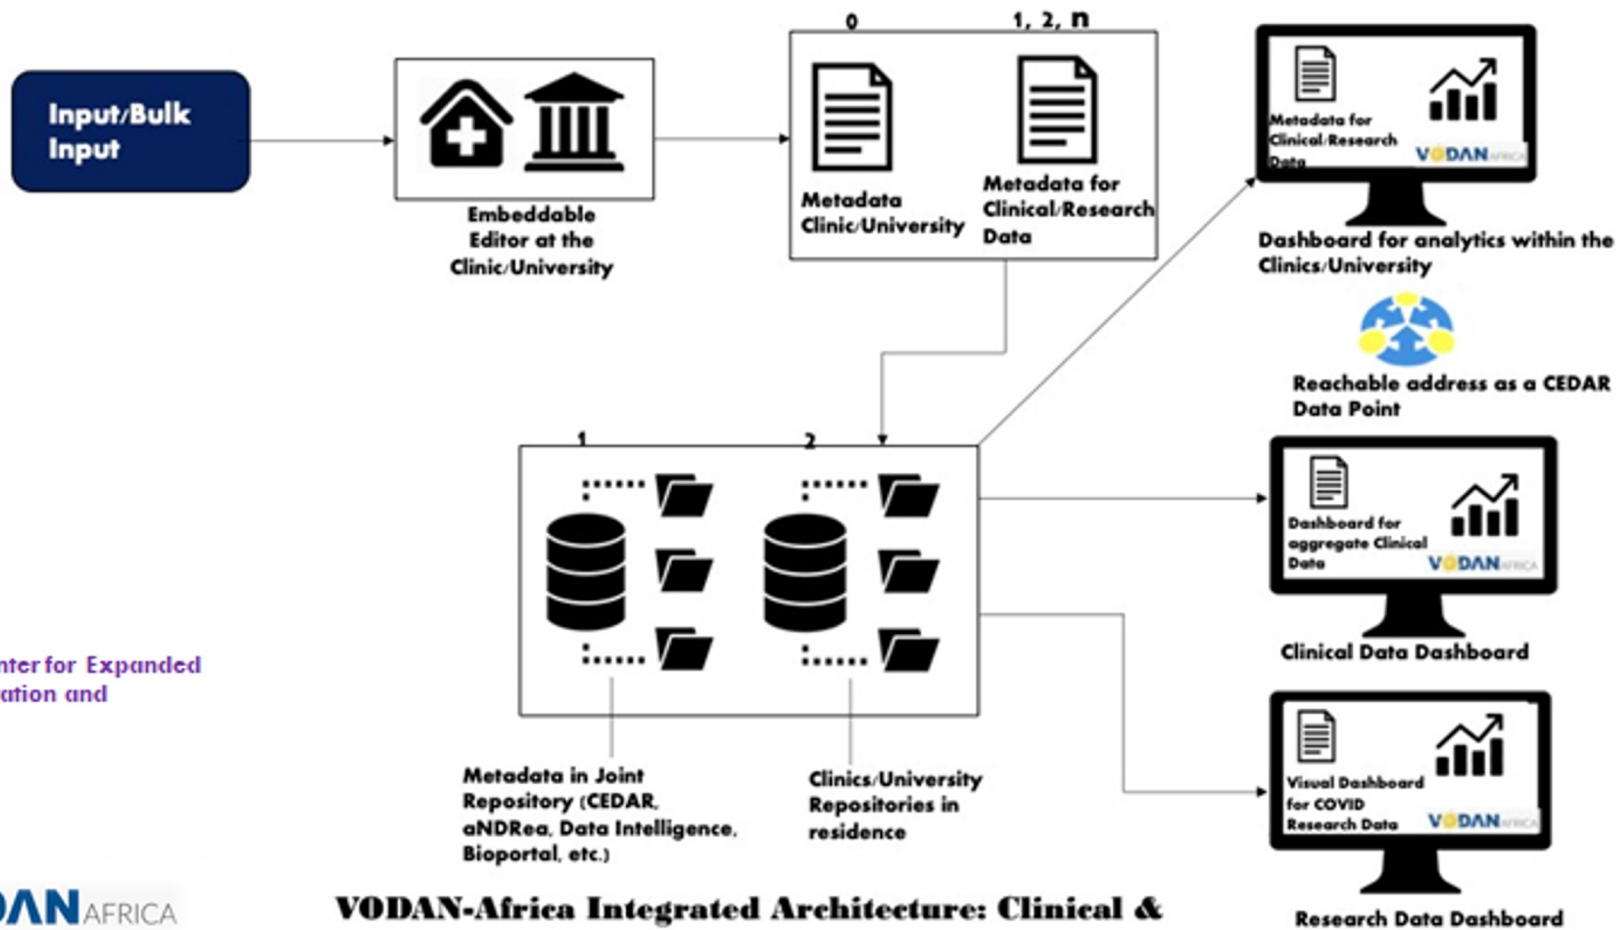 0
1, 2, n
Input/Bulk
Input
Embeddable
Editor at the
Clinic/University
Metadata
Clinic/University
Metadata for
Clinical/Research
Data
Metadata for
Clinical/Research
Data
VODAN AFRICA
Dashboard for analytics within the
Clinics/University
Reachable address as a CEDAR
Data Point
1
2
Dashboard for
aggregate Clinical
Data
VODAN AFRICA
Clinical Data Dashboard
for Expanded
and
Metadata in Joint
Repository (CEDAR,
aNDRea, Data Intelligence,
Bioportal, etc.)
Clinics/University
Repositories in
residence
Visual Dashboard
for COVID
Research Data
VODAN AFRICA
Research Data Dashboard
DAN AFRICA
VODAN-Africa Integrated Architecture: Clinical &